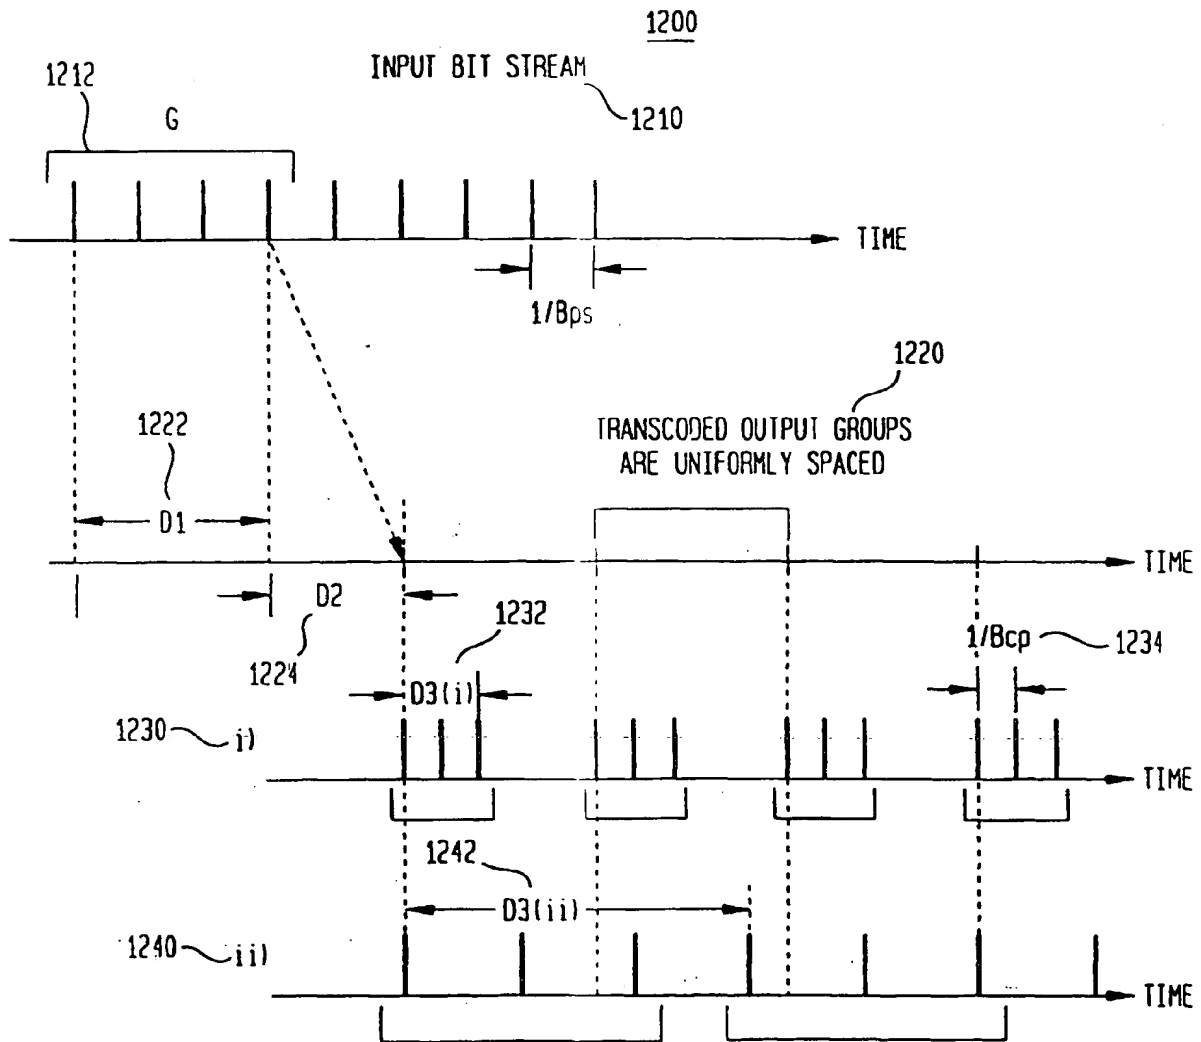 1200
INPUT BIT STREAM
1210
1212
G
TIME
1/Bps
1220
TRANSCODED OUTPUT GROUPS
ARE UNIFORMLY SPACED
1222
D1
TIME
D2
1224
1232
1/Bcp
1234
D3(i)
1230
i)
TIME
1242
D3(ii)
1240
ii)
TIME